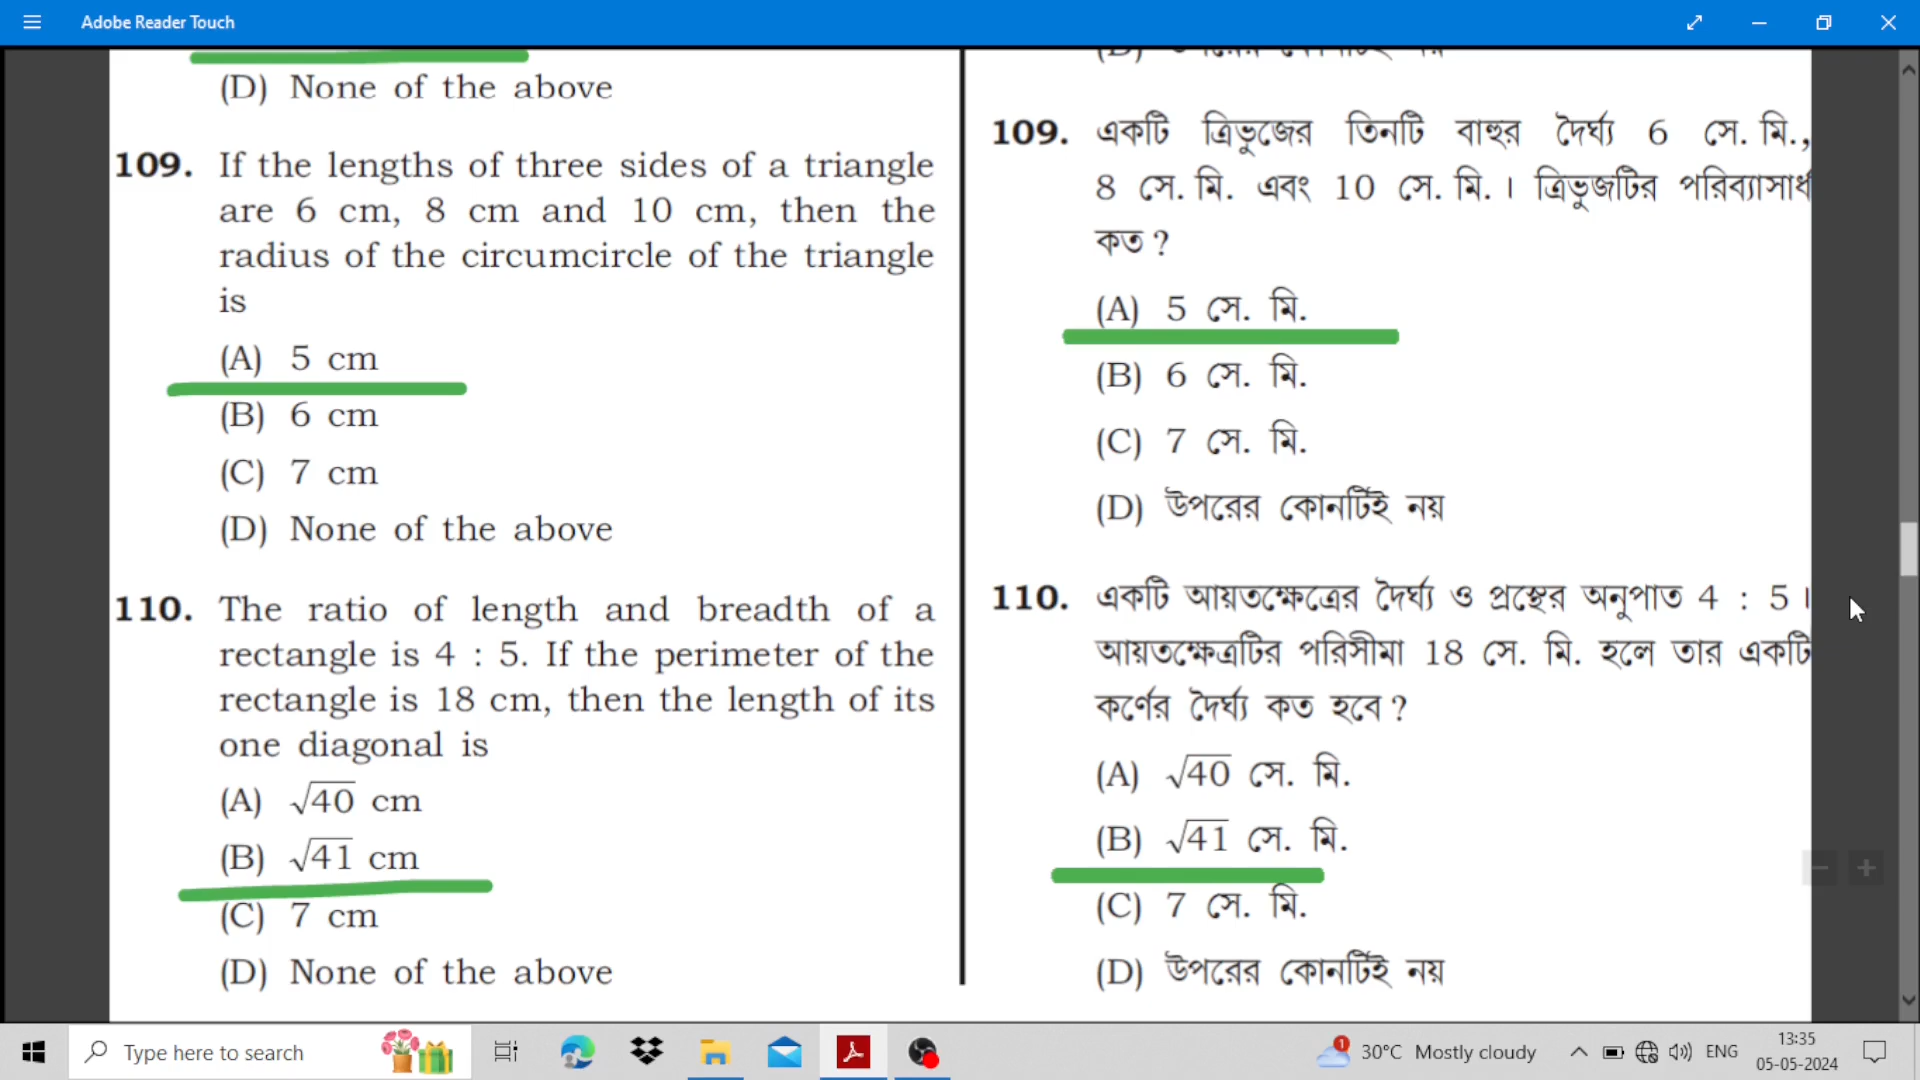 Adobe Reader Touch
(D) None of the above
109. If the lengths of three sides of a triangle
are 6 cm, 8 cm and 10 cm, then the
radius of the circumcircle of the triangle
is
(A) 5 cm
(B) 6 cm
(C) 7 cm
(D) None of the above
110. The ratio of length and breadth of a
rectangle is 4 : 5. If the perimeter of the
rectangle is 18 cm, then the length of its
one diagonal is
(A) √40 cm
(B) √41 cm
(C) 7 cm
(D) None of the above
109. একটি ত্রিভুজের তিনটি বাহুর দৈর্ঘ্য 6 সে. মি.,
8 সে. মি. এবং 10 সে. মি. । ত্রিভুজটির পরিব্যাসার্ধ
কত ?
(A) 5 সে. মি.
(B) 6 সে. মি.
(C) 7 সে. মি.
(D) উপরের কোনটিই নয়
110. একটি আয়তক্ষেত্রের দৈর্ঘ্য ও প্রস্থের অনুপাত 4 : 5 ।
আয়তক্ষেত্রটির পরিসীমা 18 সে. মি. হলে তার একটি
কর্ণের দৈর্ঘ্য কত হবে ?
(A) √40 সে. মি.
(B) √41 সে. মি.
(C) 7 সে. মি.
(D) উপরের কোনটিই নয়
Type here to search
1
30°C Mostly cloudy
ENG
13:35
05-05-2024